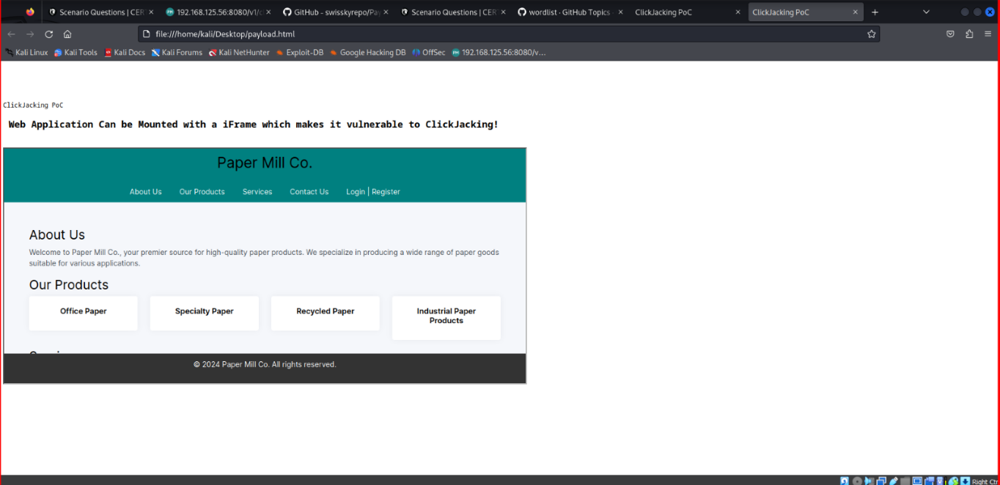 Scenario Questions | CER
192.168.125.56:8080/v1/cl
GitHub - swisskyrepo/Pay
Scenario Questions | CER
wordlist · GitHub Topics ·
ClickJacking PoC
ClickJacking PoC
file:///home/kali/Desktop/payload.html
Kali Linux
Kali Tools
Kali Docs
Kali Forums
Kali NetHunter
Exploit-DB
Google Hacking DB
OffSec
192.168.125.56:8080/v...
ClickJacking PoC
Web Application Can be Mounted with a iFrame which makes it vulnerable to ClickJacking!
Paper Mill Co.
About Us
Our Products
Services
Contact Us
Login | Register
About Us
Welcome to Paper Mill Co., your premier source for high-quality paper products. We specialize in producing a wide range of paper goods
suitable for various applications.
Our Products
Office Paper
Specialty Paper
Recycled Paper
Industrial Paper
Products
© 2024 Paper Mill Co. All rights reserved.
Right Ctr